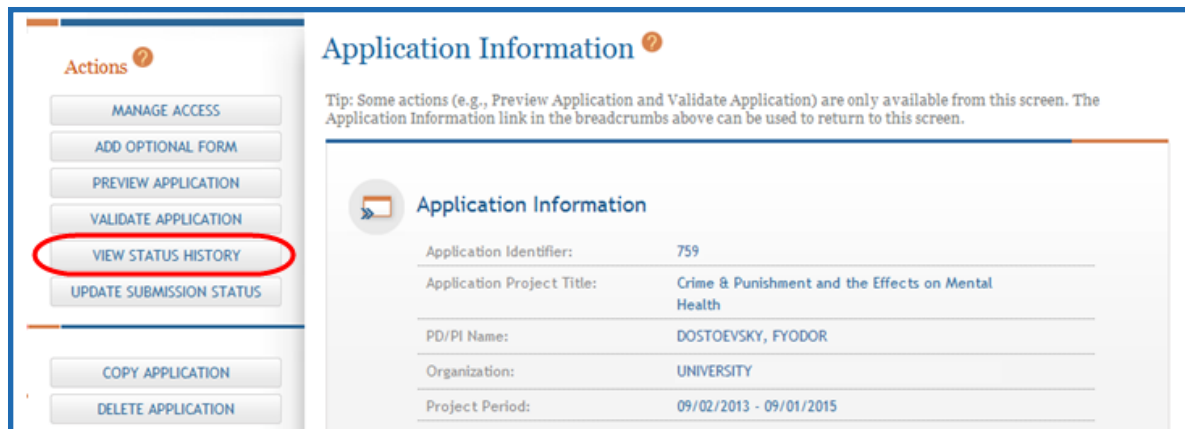 Actions ?
MANAGE ACCESS
ADD OPTIONAL FORM
PREVIEW APPLICATION
VALIDATE APPLICATION
VIEW STATUS HISTORY
UPDATE SUBMISSION STATUS
COPY APPLICATION
DELETE APPLICATION
Application Information ?
Tip: Some actions (e.g., Preview Application and Validate Application) are only available from this screen. The
Application Information link in the breadcrumbs above can be used to return to this screen.
Application Information
Application Identifier: 759
Application Project Title: Crime & Punishment and the Effects on Mental
Health
PD/PI Name: DOSTOEVSKY, FYODOR
Organization: UNIVERSITY
Project Period: 09/02/2013 - 09/01/2015